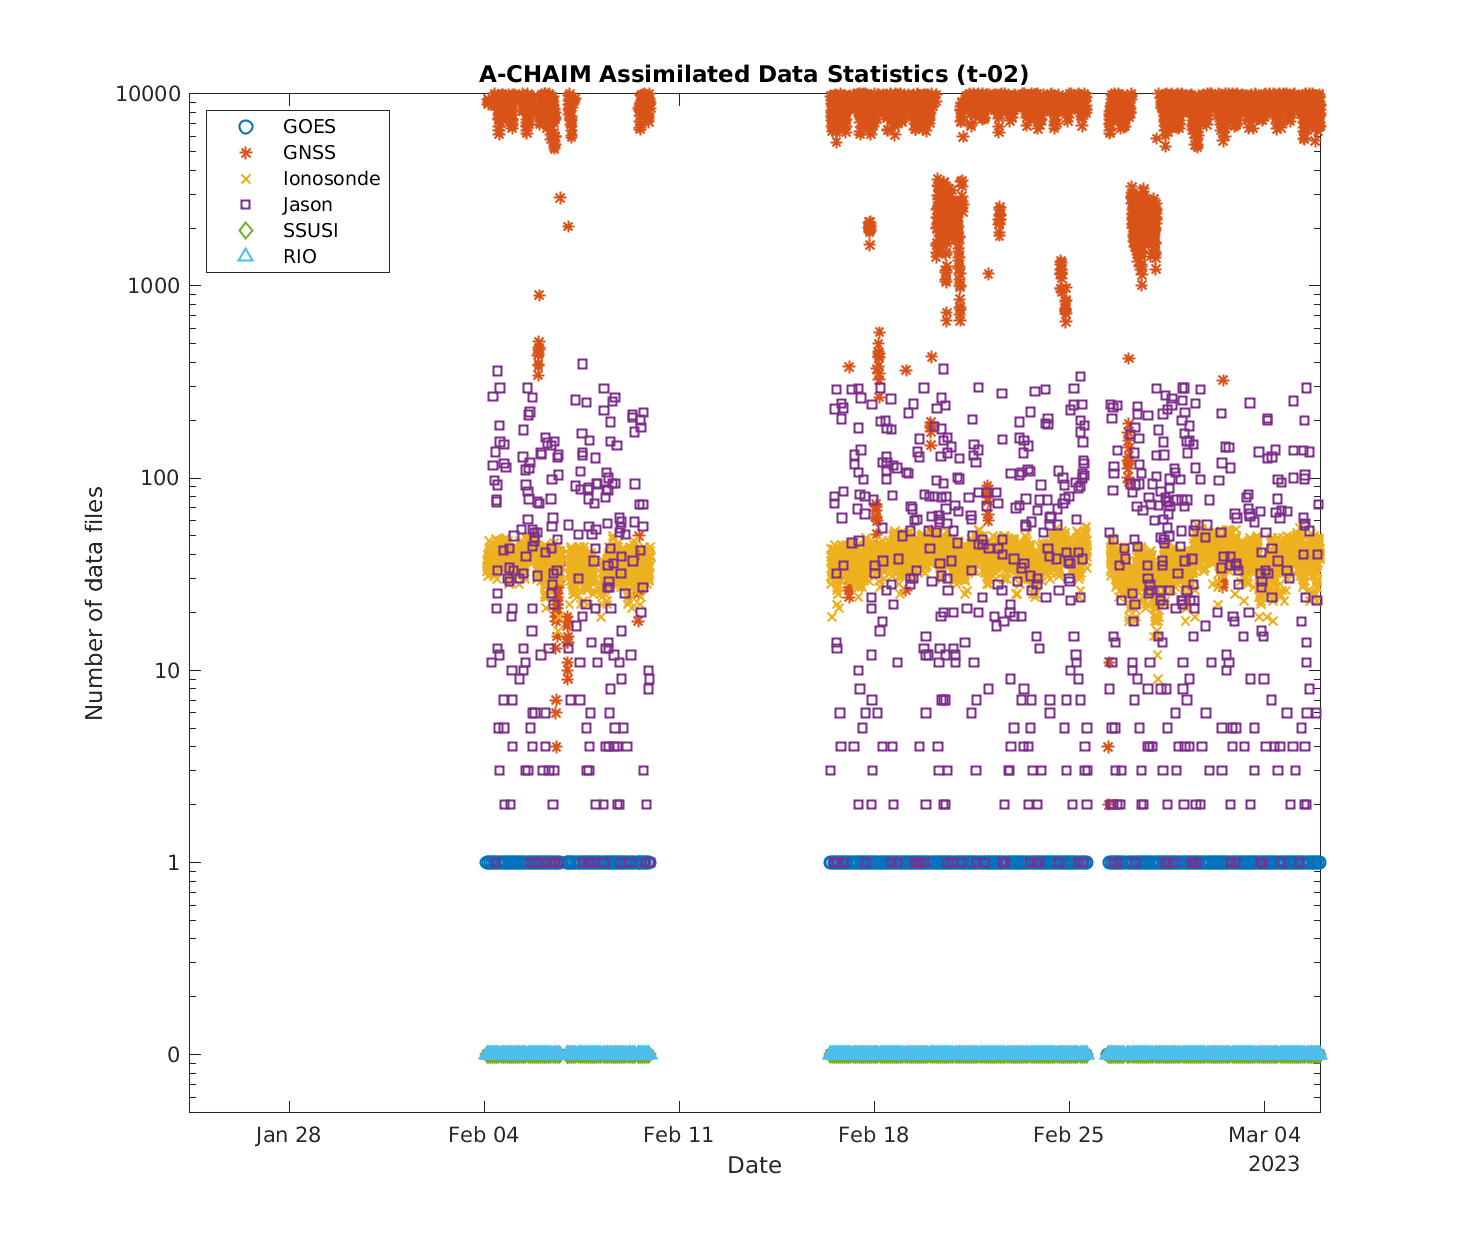 A-CHAIM Assimilated Data Statistics (t-02)
10000
1000
100
10
1
0
Number of data files
GOES
GNSS
Ionosonde
Jason
SSUSI
RIO
Jan 28
Feb 04
Feb 11
Feb 18
Feb 25
Mar 04
Date
2023